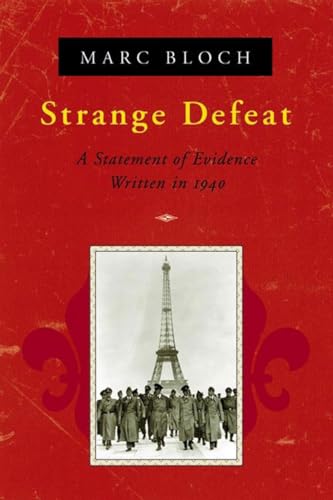 MARC BLOCH
Strange Defeat
A Statement of Evidence
Written in 1940